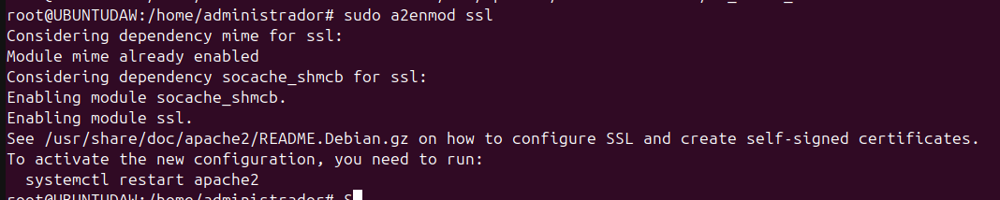 root@UBUNTUDAW:/home/administrador# sudo a2enmod ssl
Considering dependency mime for ssl:
Module mime already enabled
Considering dependency socache_shmcb for ssl:
Enabling module socache_shmcb.
Enabling module ssl.
See /usr/share/doc/apache2/README.Debian.gz on how to configure SSL and create self-signed certificates.
To activate the new configuration, you need to run:
  systemctl restart apache2
root@UBUNTUDAW:/home/administrador# S